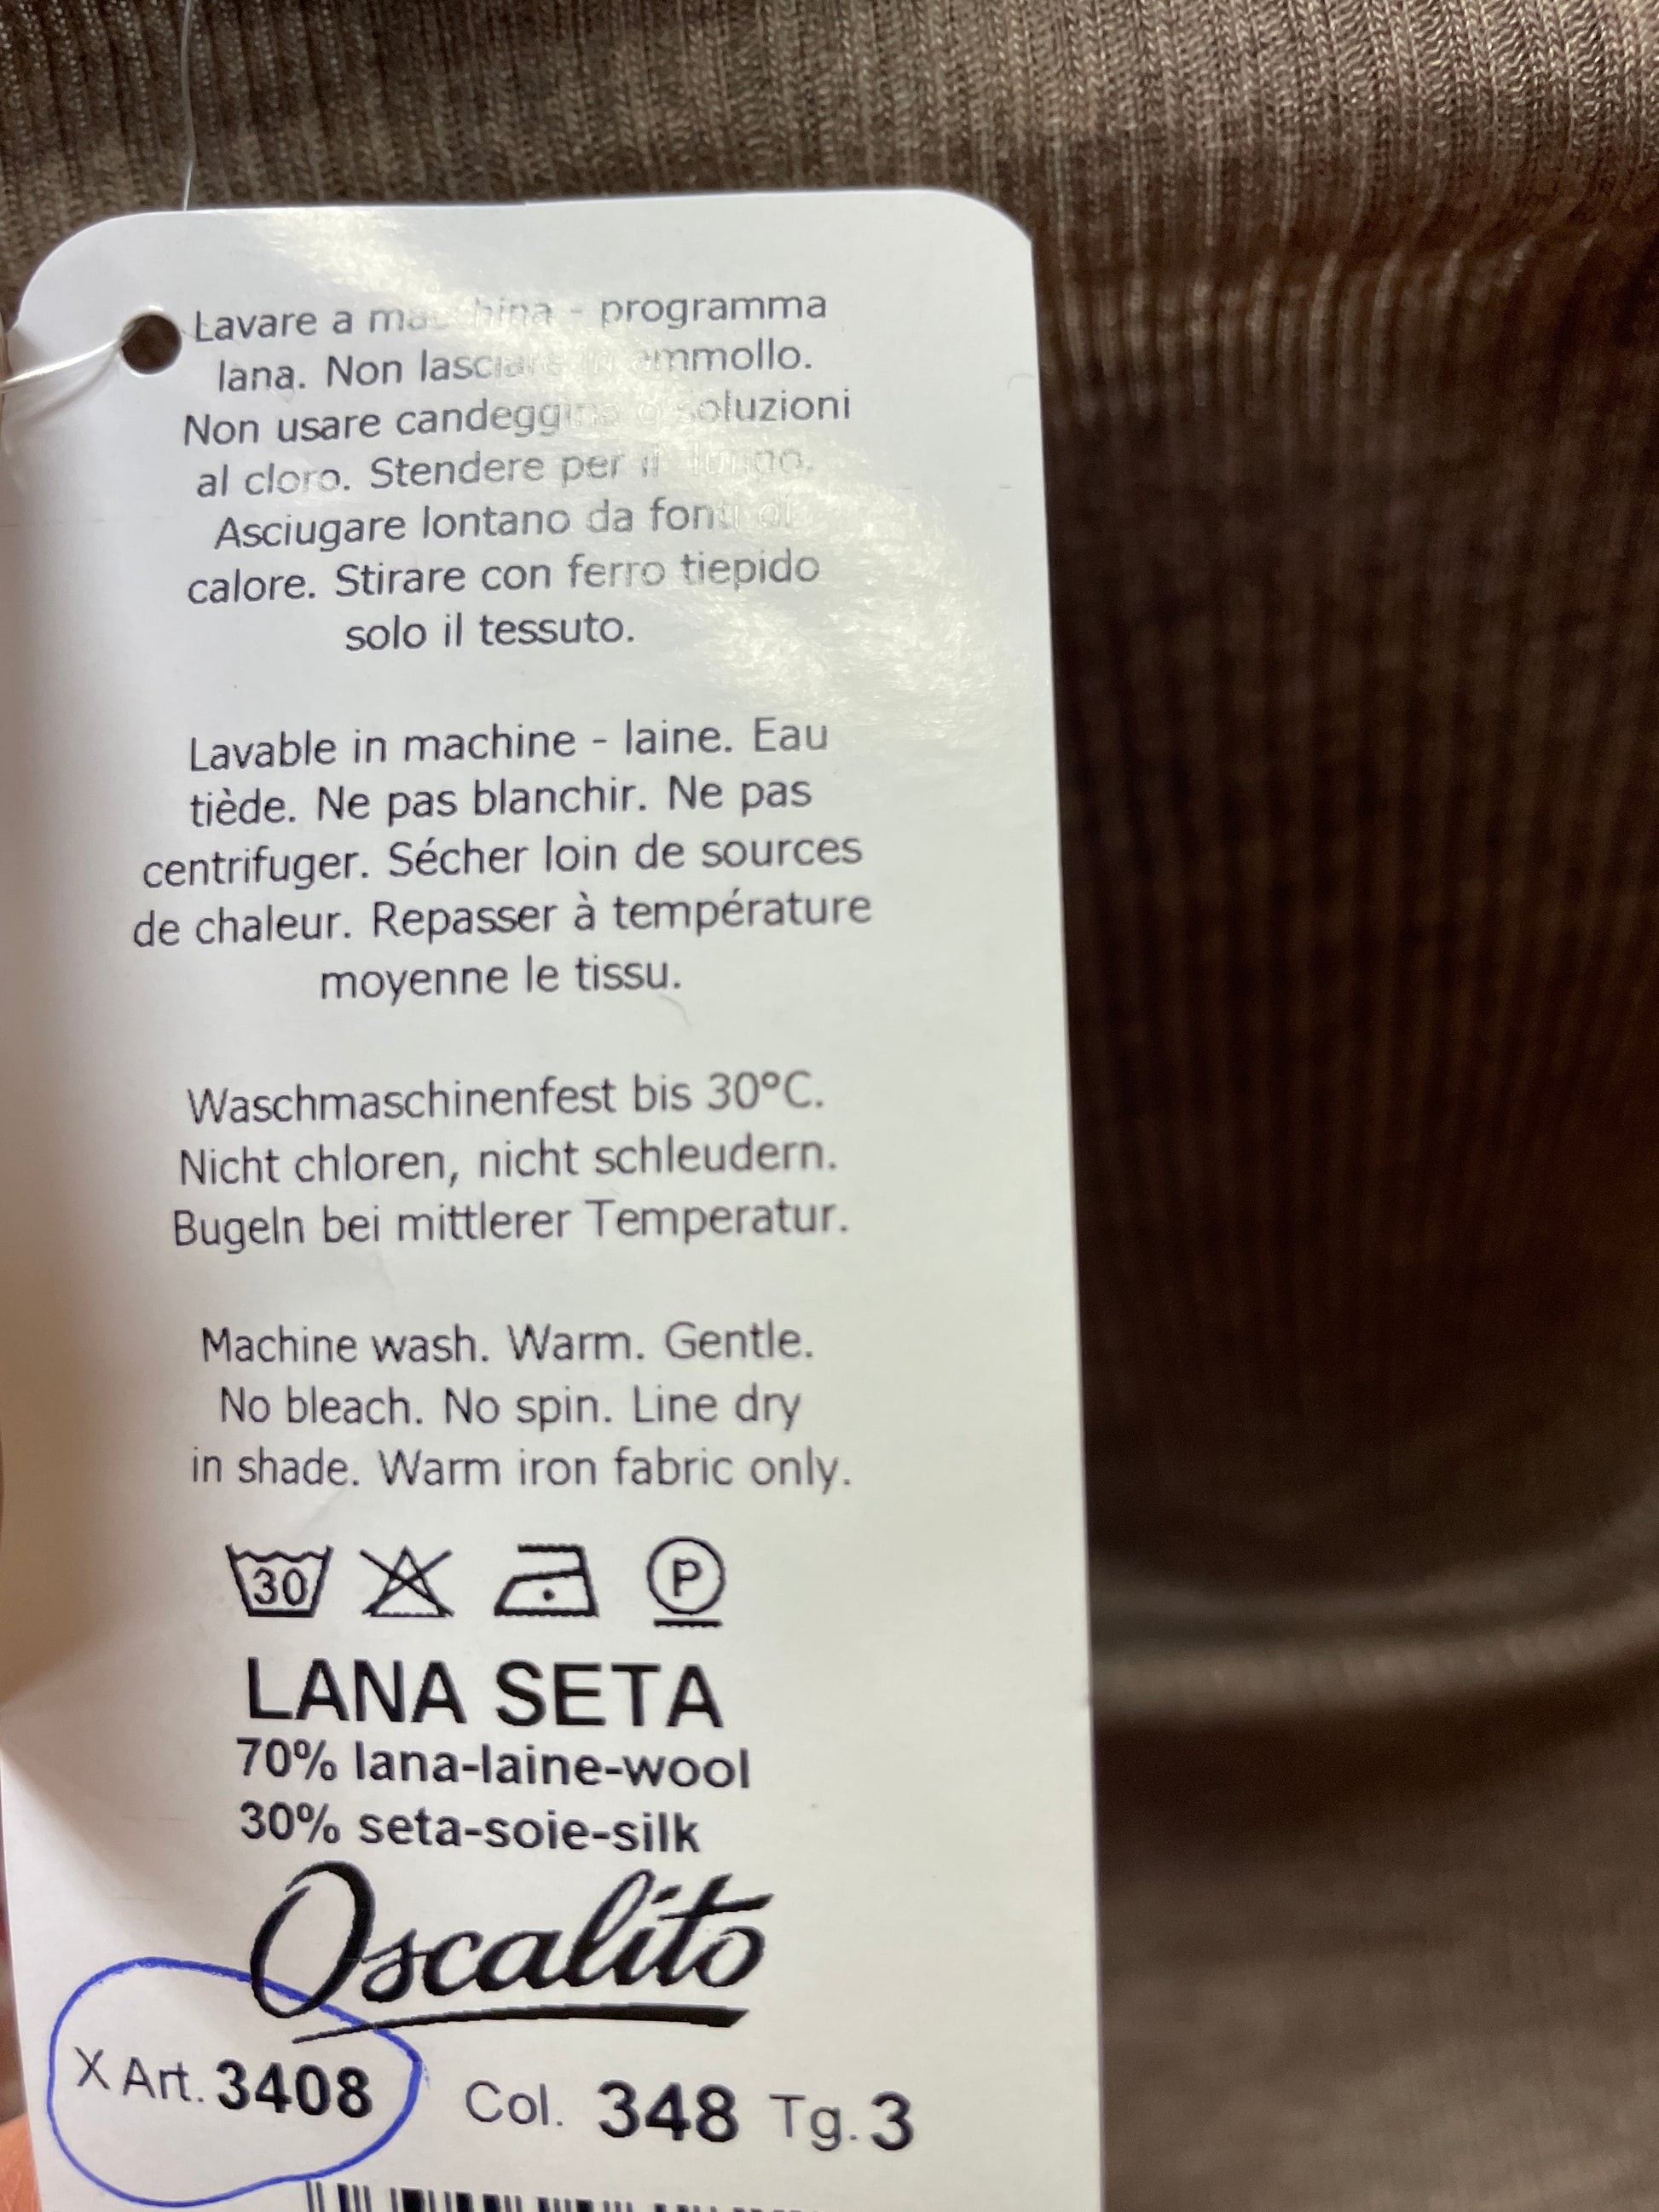 Lavare a macchina - programma
lana. Non lasciare in ammollo.
Non usare candeggina o soluzioni
al cloro. Stendere per il lungo.
Asciugare lontano da fonti di
calore. Stirare con ferro tiepido
solo il tessuto.
Lavable in machine - laine. Eau
tiède. Ne pas blanchir. Ne pas
centrifuger. Sécher loin de sources
de chaleur. Repasser à température
moyenne le tissu.
Waschmaschinenfest bis 30°C.
Nicht chloren, nicht schleudern.
Bugeln bei mittlerer Temperatur.
Machine wash. Warm. Gentle.
No bleach. No spin. Line dry
in shade. Warm iron fabric only.
30 P
LANA SETA
70% lana-laine-wool
30% seta-soie-silk
Oscalito
X Art. 3408 Col. 348 Tg. 3